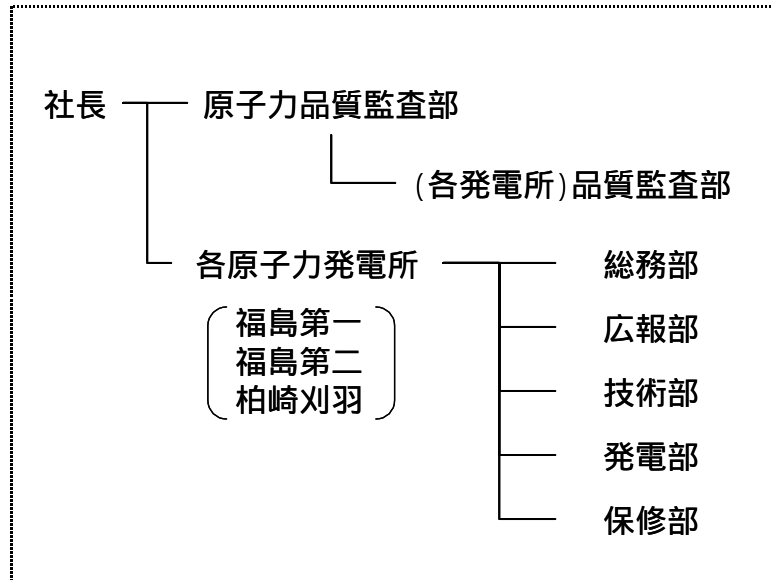 社長 原子力品質監査部
(各発電所)品質監査部
各原子力発電所 総務部
福島第一 広報部
福島第二
柏崎刈羽 技術部
発電部
保修部